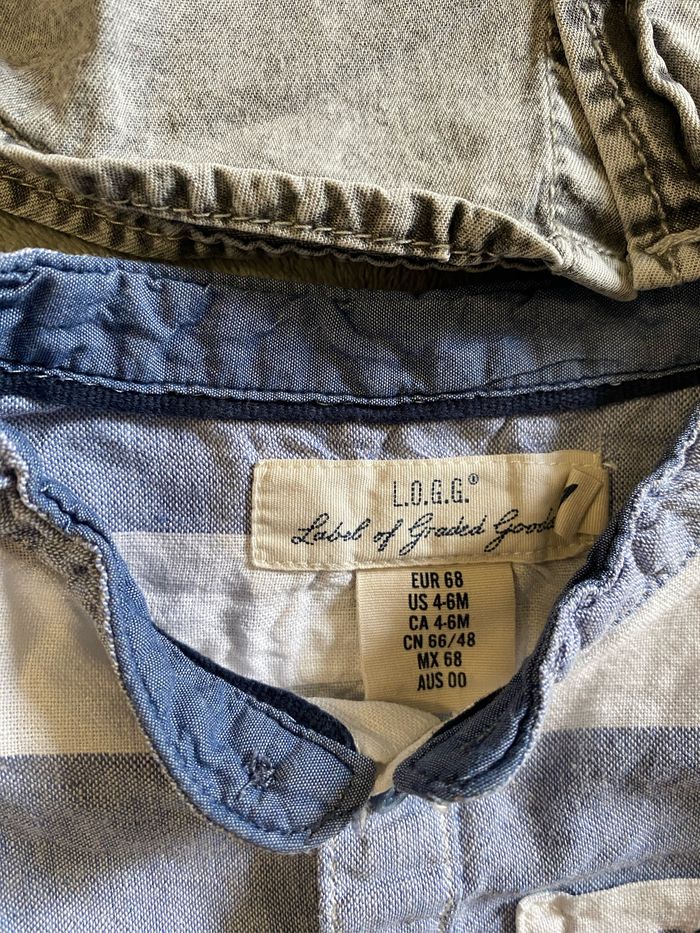 L.O.G.G.®
Label of Graded Goods
EUR 68
US 4-6M
CA 4-6M
CN 66/48
MX 68
AUS 00